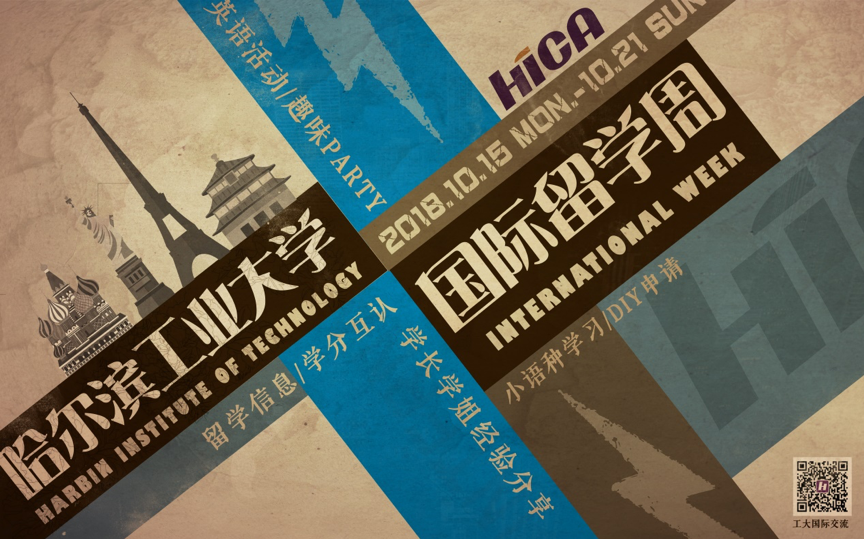 英语活动/趣味PARTY
HiCA
2018.10.15 MON.-10.21 SUN
国际留学周
INTERNATIONAL WEEK
哈尔滨工业大学
HARBIN INSTITUTE OF TECHNOLOGY
留学信息/学分互认
学长学姐经验分享
小语种学习/DIY申请
HiC
工大国际交流